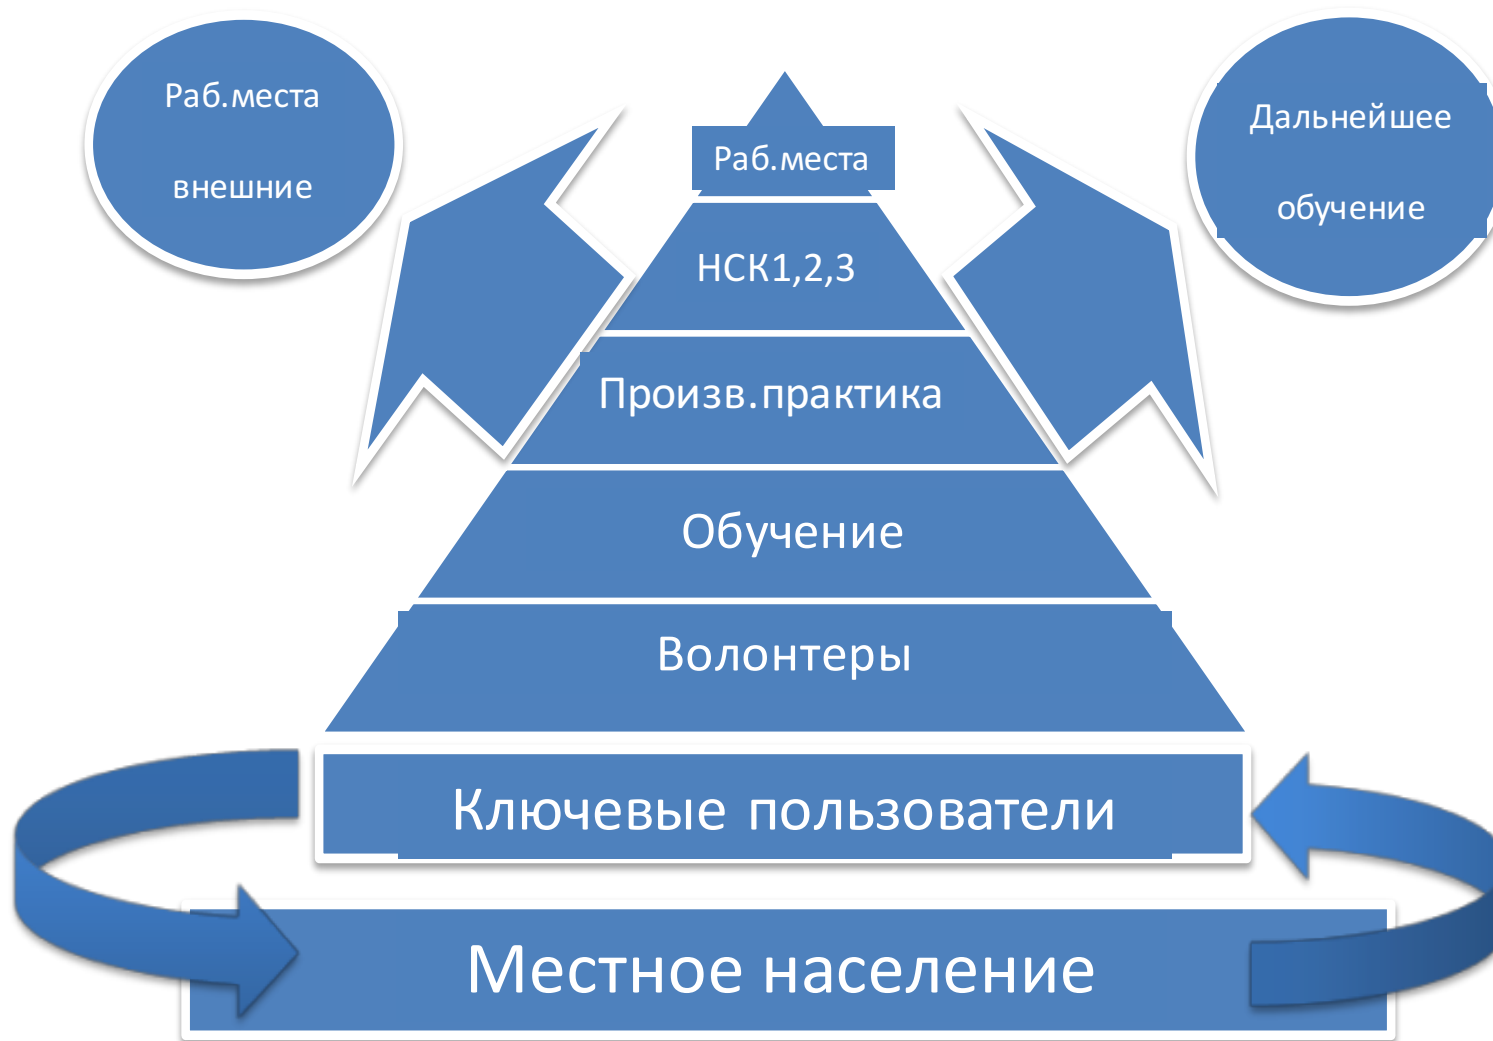 Раб.места
внешние
Дальнейшее
обучение
Раб.места
НСК1,2,3
Произв.практика
Обучение
Волонтеры
Ключевые пользователи
Местное население